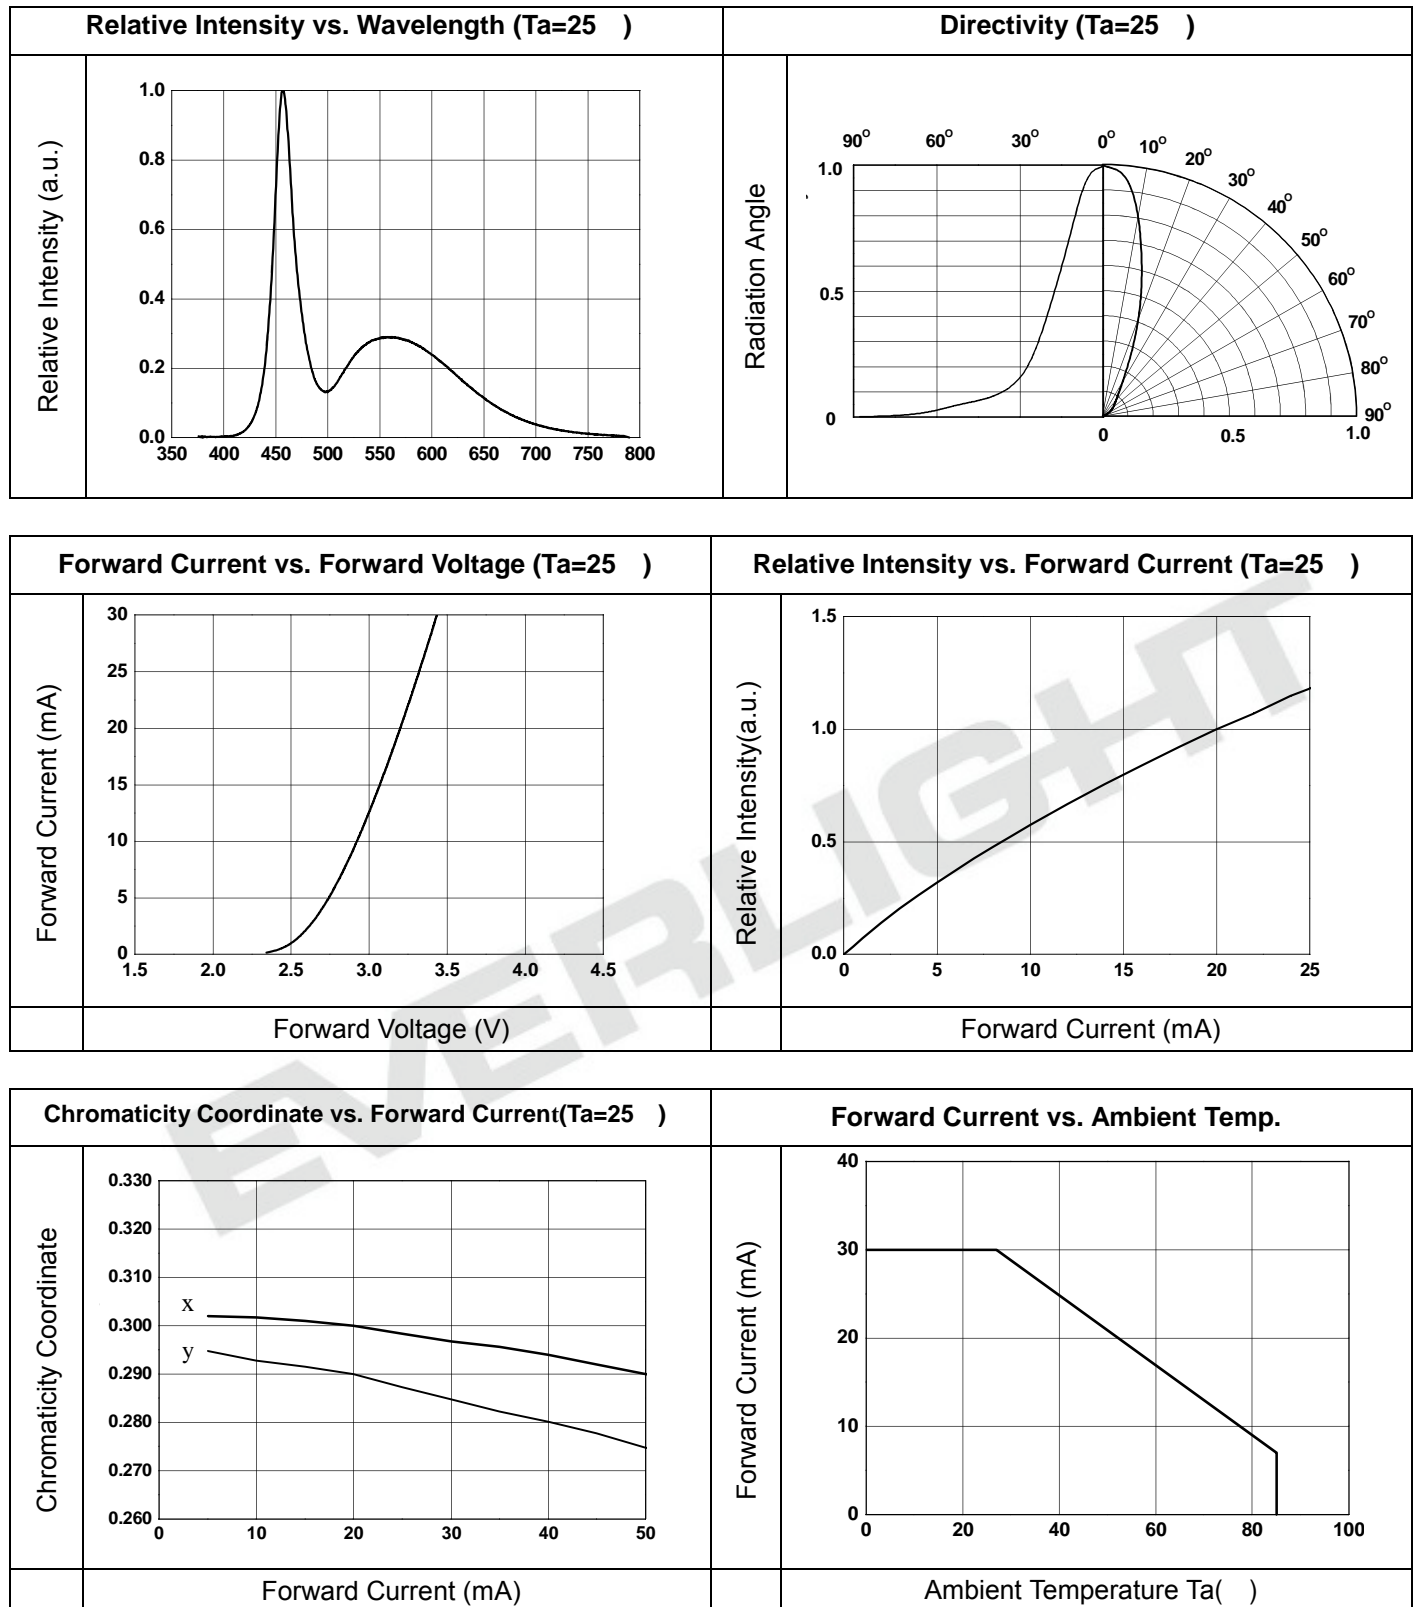 Relative Intensity vs. Wavelength (Ta=25 )
Directivity (Ta=25 )
Relative Intensity (a.u.)
1.0
0.8
0.6
0.4
0.2
0.0
350 400 450 500 550 600 650 700 750 800
Radiation Angle
90° 60° 30° 0° 10° 20° 30° 40° 50° 60° 70° 80° 90°
1.0
0.5
0
0 0.5 1.0
Forward Current vs. Forward Voltage (Ta=25 )
Relative Intensity vs. Forward Current (Ta=25 )
Forward Current (mA)
30
25
20
15
10
5
0
1.5 2.0 2.5 3.0 3.5 4.0 4.5
Forward Voltage (V)
Relative Intensity(a.u.)
1.5
1.0
0.5
0.0
0 5 10 15 20 25
Forward Current (mA)
EVERLIGHT
Chromaticity Coordinate vs. Forward Current(Ta=25 )
Forward Current vs. Ambient Temp.
Chromaticity Coordinate
0.330
0.320
0.310
0.300
0.290
0.280
0.270
0.260
x
y
0 10 20 30 40 50
Forward Current (mA)
Forward Current (mA)
40
30
20
10
0
0 20 40 60 80 100
Ambient Temperature Ta( )